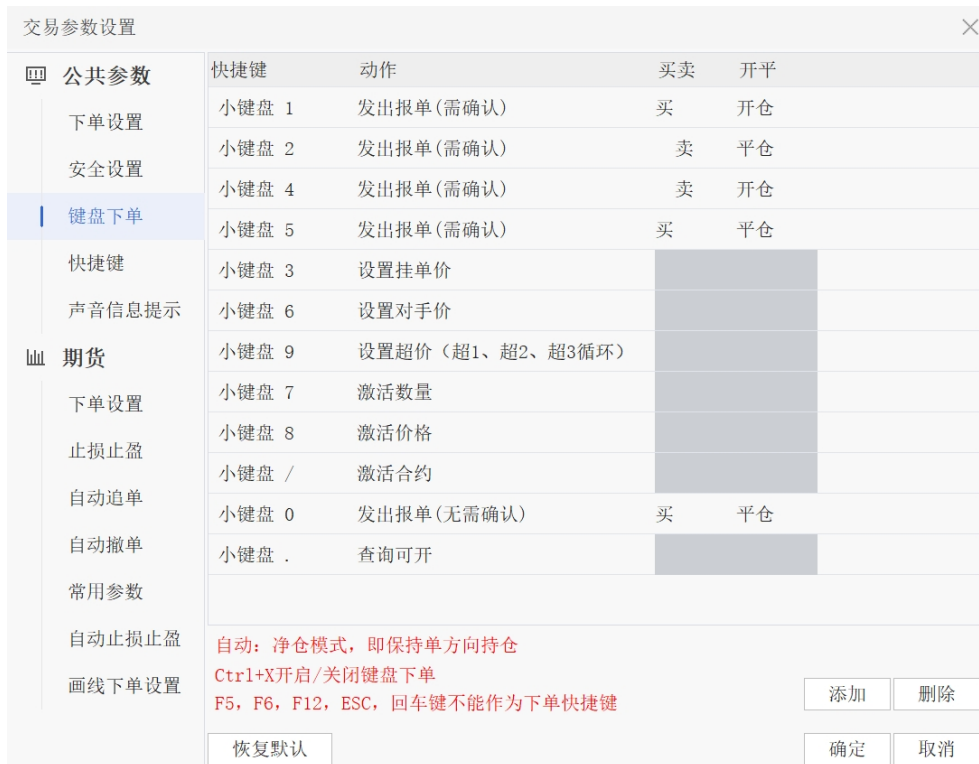 交易参数设置
公共参数
下单设置
安全设置
键盘下单
快捷键
声音信息提示
期货
下单设置
止损止盈
自动追单
自动撤单
常用参数
自动止损止盈
画线下单设置
快捷键 动作 买卖 开平
小键盘 1 发出报单(需确认) 买 开仓
小键盘 2 发出报单(需确认) 卖 平仓
小键盘 4 发出报单(需确认) 卖 开仓
小键盘 5 发出报单(需确认) 买 平仓
小键盘 3 设置挂单价
小键盘 6 设置对手价
小键盘 9 设置超价（超1、超2、超3循环）
小键盘 7 激活数量
小键盘 8 激活价格
小键盘 / 激活合约
小键盘 0 发出报单(无需确认) 买 平仓
小键盘 . 查询可开
自动：净仓模式，即保持单方向持仓
Ctrl+X开启/关闭键盘下单
F5，F6，F12，ESC，回车键不能作为下单快捷键
添加 删除
恢复默认 确定 取消